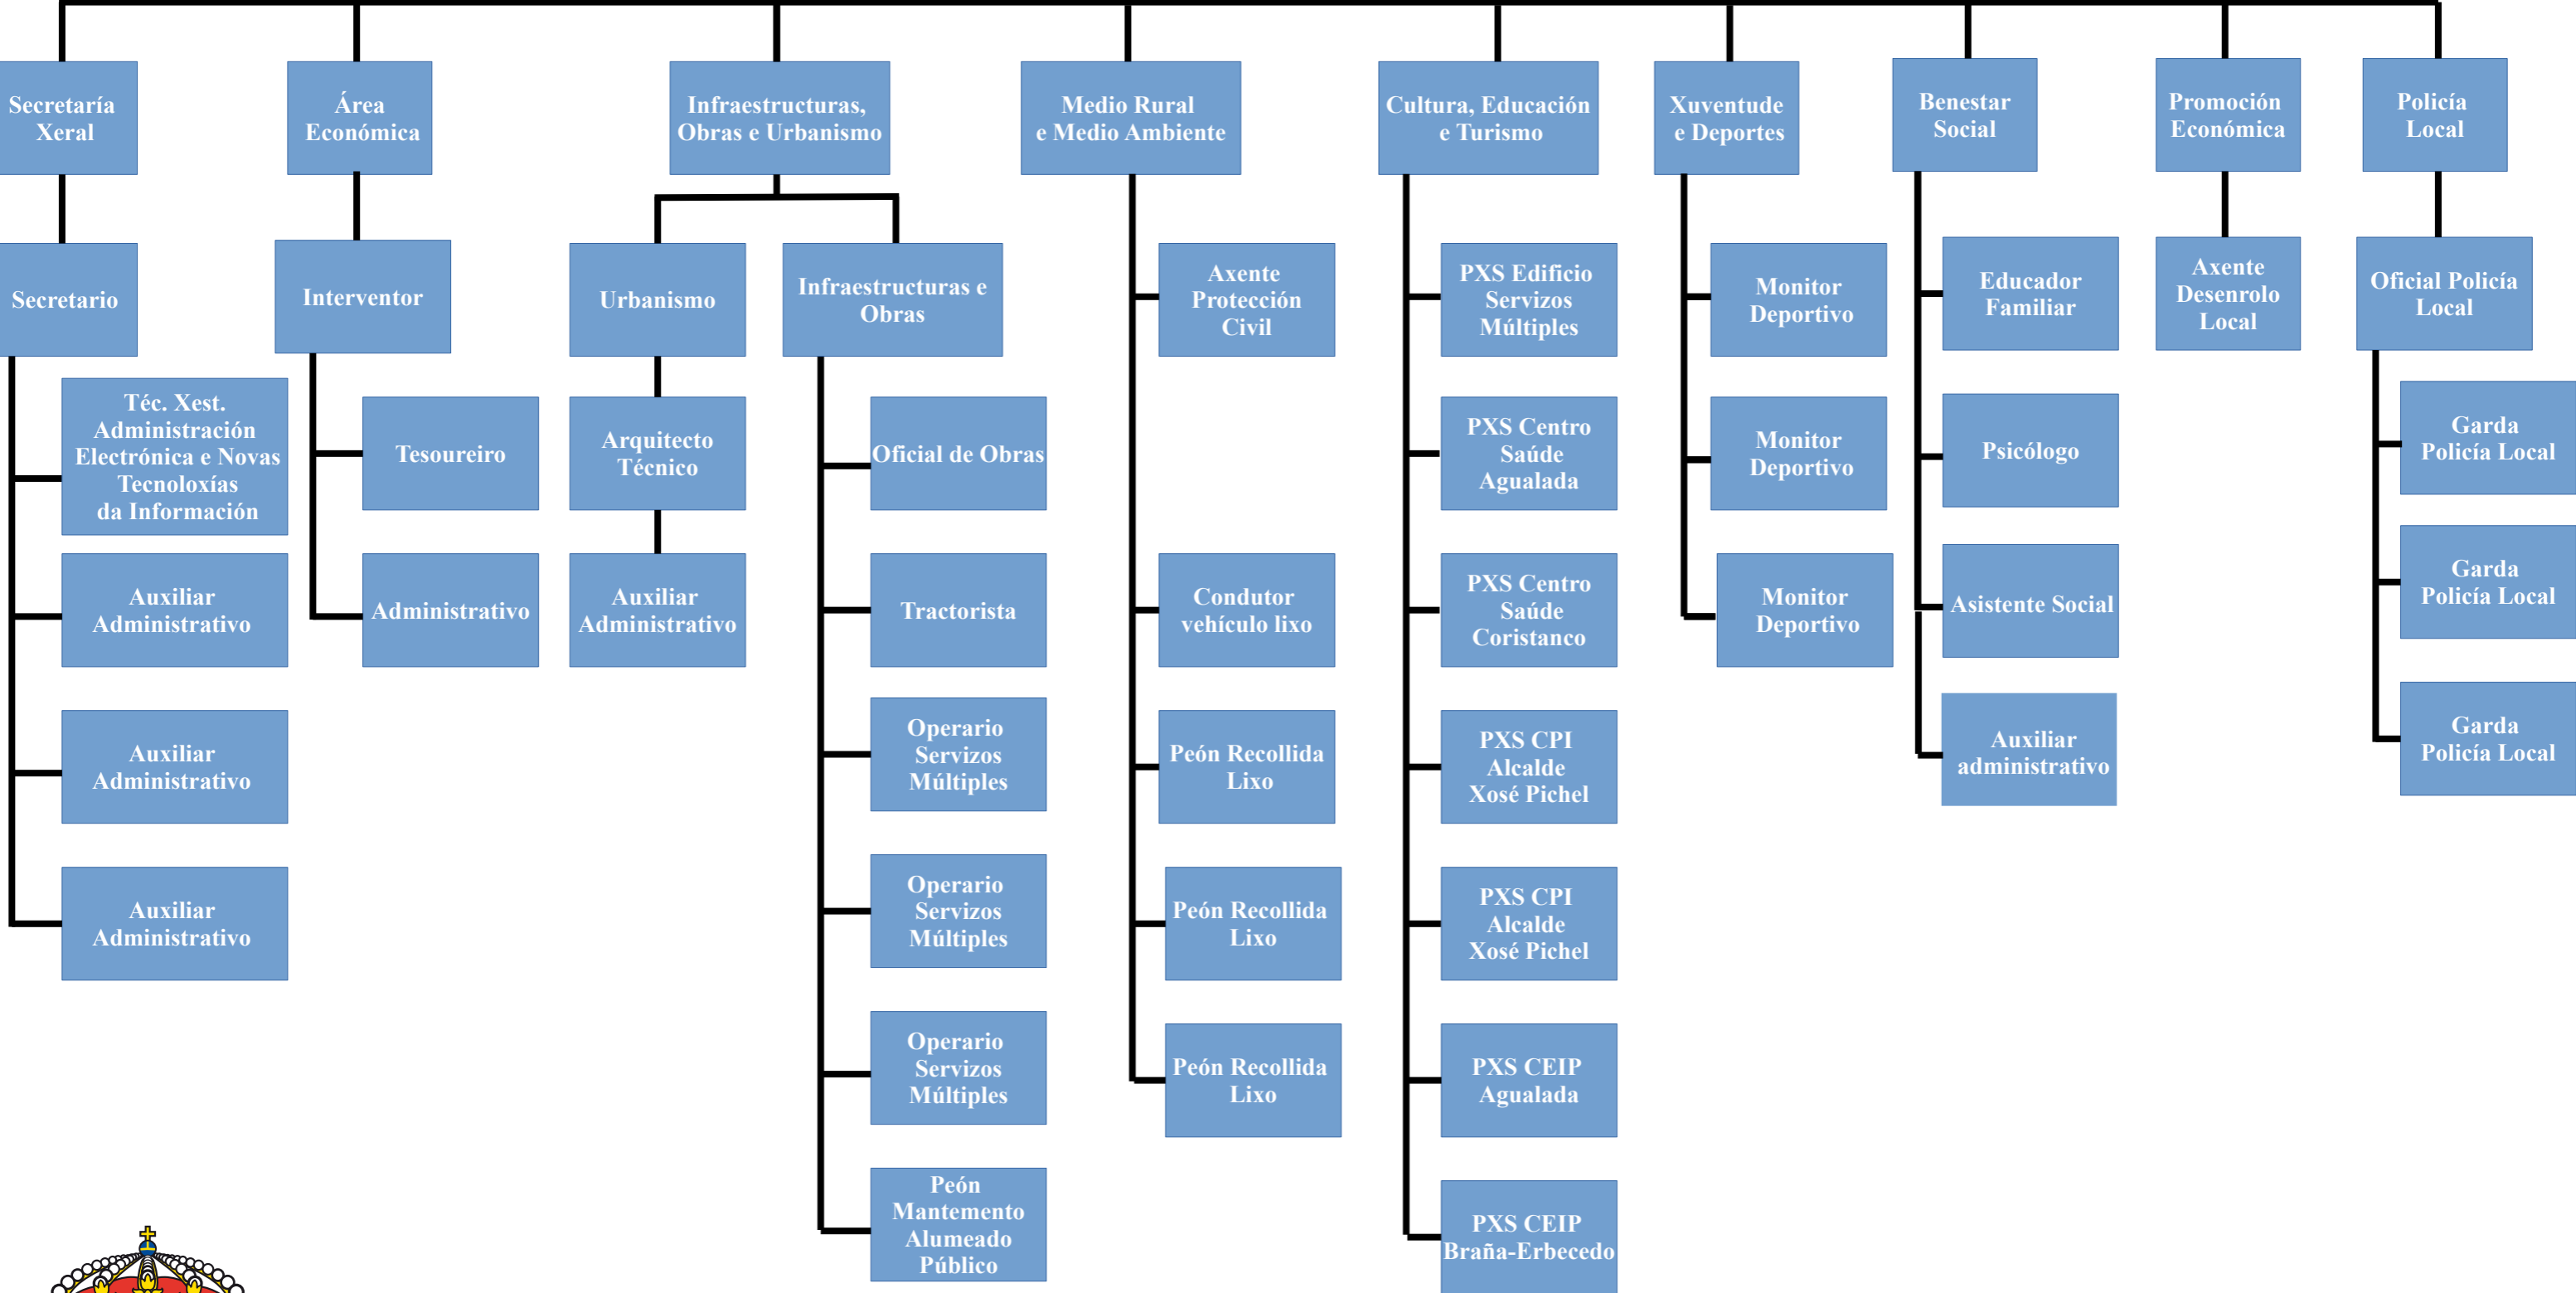 Secretaría
Xeral
Área
Económica
Infraestructuras,
Obras e Urbanismo
Medio Rural
e Medio Ambiente
Cultura, Educación
e Turismo
Xuventude
e Deportes
Benestar
Social
Promoción
Económica
Policía
Local
Secretario
Interventor
Urbanismo
Infraestructuras e
Obras
Axente
Protección
Civil
PXS Edificio
Servizos
Múltiples
Monitor
Deportivo
Educador
Familiar
Axente
Desenrolo
Local
Oficial Policía
Local
Téc. Xest.
Administración
Electrónica e Novas
Tecnoloxías
da Información
Tesoureiro
Arquitecto
Técnico
Oficial de Obras
PXS Centro
Saúde
Agualada
Monitor
Deportivo
Psicólogo
Garda
Policía Local
Auxiliar
Administrativo
Administrativo
Auxiliar
Administrativo
Tractorista
Condutor
vehículo lixo
PXS Centro
Saúde
Coristanco
Monitor
Deportivo
Asistente Social
Garda
Policía Local
Auxiliar
Administrativo
Operario
Servizos
Múltiples
Peón Recollida
Lixo
PXS CPI
Alcalde
Xosé Pichel
Auxiliar
administrativo
Garda
Policía Local
Auxiliar
Administrativo
Operario
Servizos
Múltiples
Peón Recollida
Lixo
PXS CPI
Alcalde
Xosé Pichel
Operario
Servizos
Múltiples
Peón Recollida
Lixo
PXS CEIP
Agualada
Peón
Mantemento
Alumeado
Público
PXS CEIP
Braña-Erbecedo